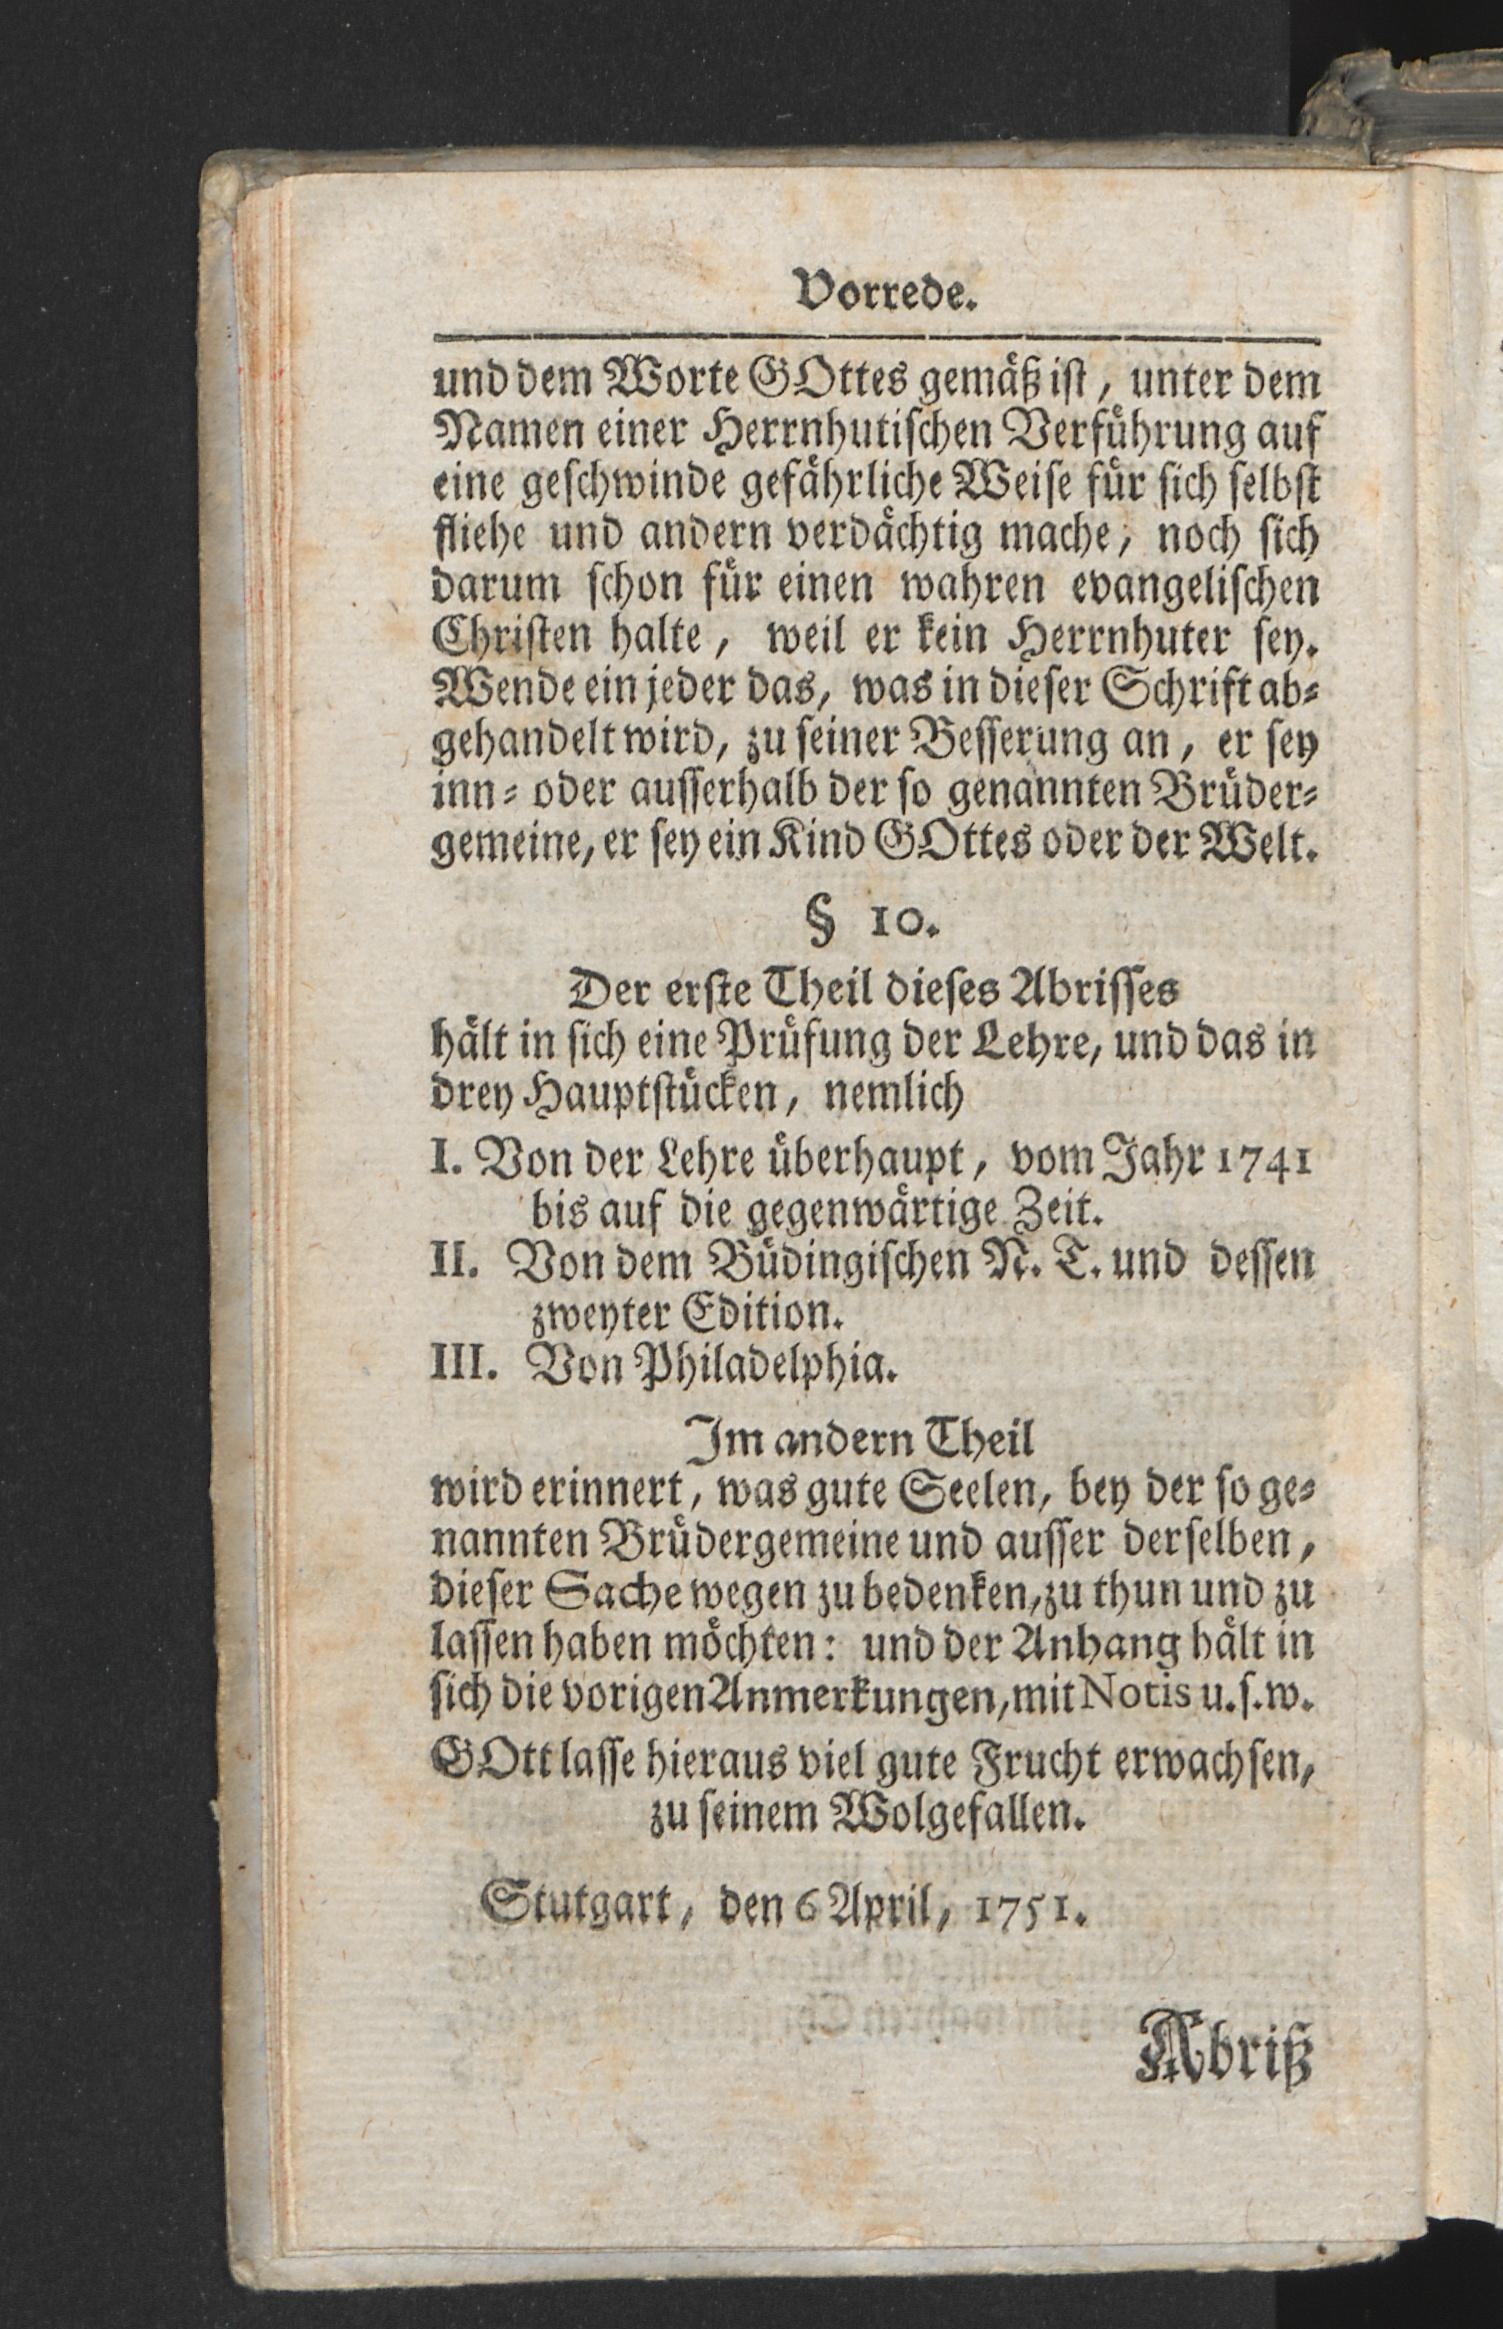 Vorrede.
und dem Worte GOttes gemäß ist, unter dem
Namen einer Herrnhutischen Verführung auf
eine geschwinde gefährliche Weise für sich selbst
fliehe und andern verdächtig mache, noch sich
darum schon für einen wahren evangelischen
Christen halte, weil er kein Herrnhuter sey.
Wende ein jeder das, was in dieser Schrift ab-
gehandelt wird, zu seiner Besserung an, er sey
inn- oder ausserhalb der so genannten Brüder-
gemeine, er sey ein Kind GOttes oder der Welt.
§ 10.
Der erste Theil dieses Abrisses
hält in sich eine Prüfung der Lehre, und das in
drey Hauptstücken, nemlich
I. Von der Lehre überhaupt, vom Jahr 1741
bis auf die gegenwärtige Zeit.
II. Von dem Büdingischen N. T. und dessen
zweyter Edition.
III. Von Philadelphia.
Im andern Theil
wird erinnert, was gute Seelen, bey der so ge-
nannten Brüdergemeine und ausser derselben,
dieser Sache wegen zu bedenken, zu thun und zu
lassen haben möchten: und der Anhang hält in
sich die vorigen Anmerkungen, mit Notis u. s. w.
GOtt lasse hieraus viel gute Frucht erwachsen,
zu seinem Wolgefallen.
Stutgart, den 6 April, 1751.
Abriß